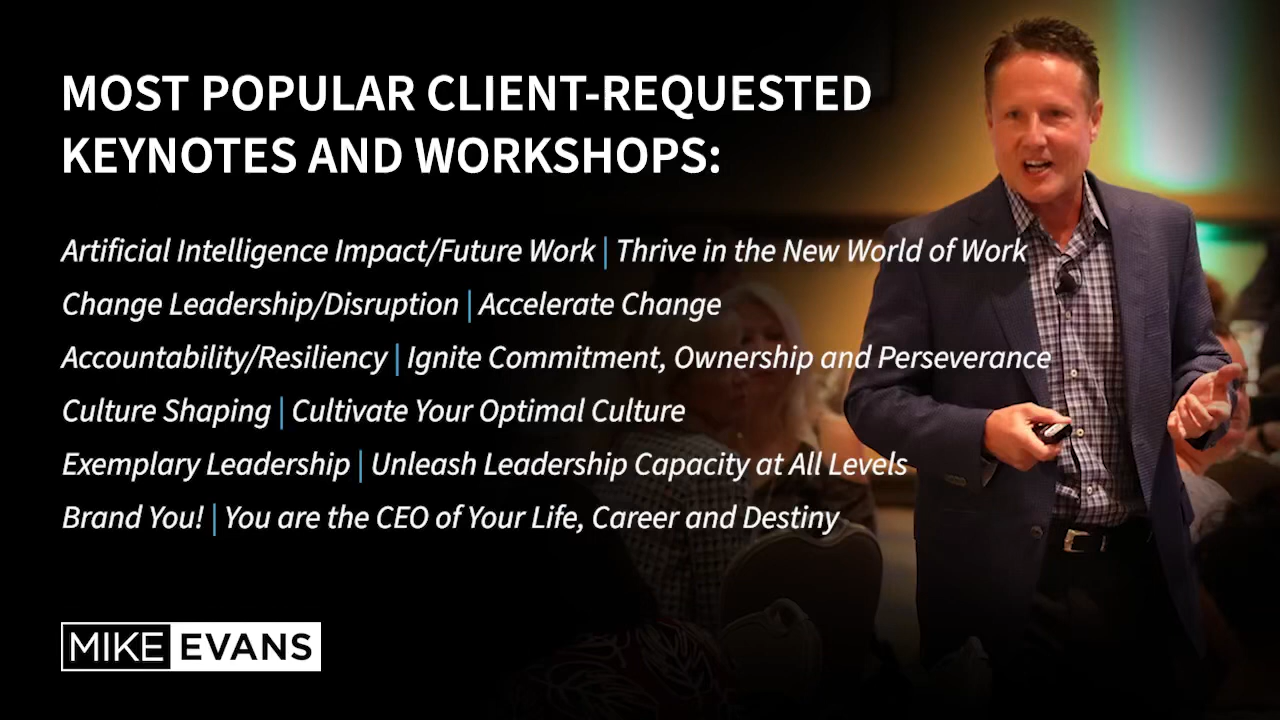 MOST POPULAR CLIENT-REQUESTED
KEYNOTES AND WORKSHOPS:
Artificial Intelligence Impact/Future Work | Thrive in the New World of Work
Change Leadership/Disruption | Accelerate Change
Accountability/Resiliency | Ignite Commitment, Ownership and Perseverance
Culture Shaping | Cultivate Your Optimal Culture
Exemplary Leadership | Unleash Leadership Capacity at All Levels
Brand You! | You are the CEO of Your Life, Career and Destiny
MIKE EVANS